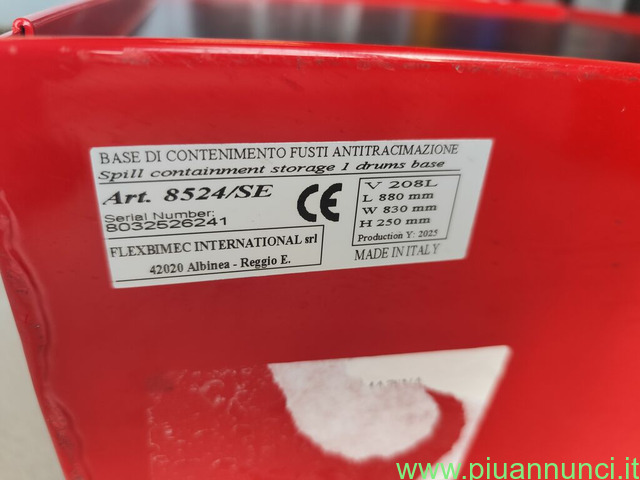 BASE DI CONTENIMENTO FUSTI ANTITRACIMAZIONE
Spill containment storage 1 drums base
Art. 8524/SE
Serial Number:
8032526241
CE
V 208L
L 880 mm
W 830 mm
H 250 mm
Production Y: 2025
FLEXBIMEC INTERNATIONAL srl
42020 Albinea - Reggio E.
MADE IN ITALY
www.piuannunci.it